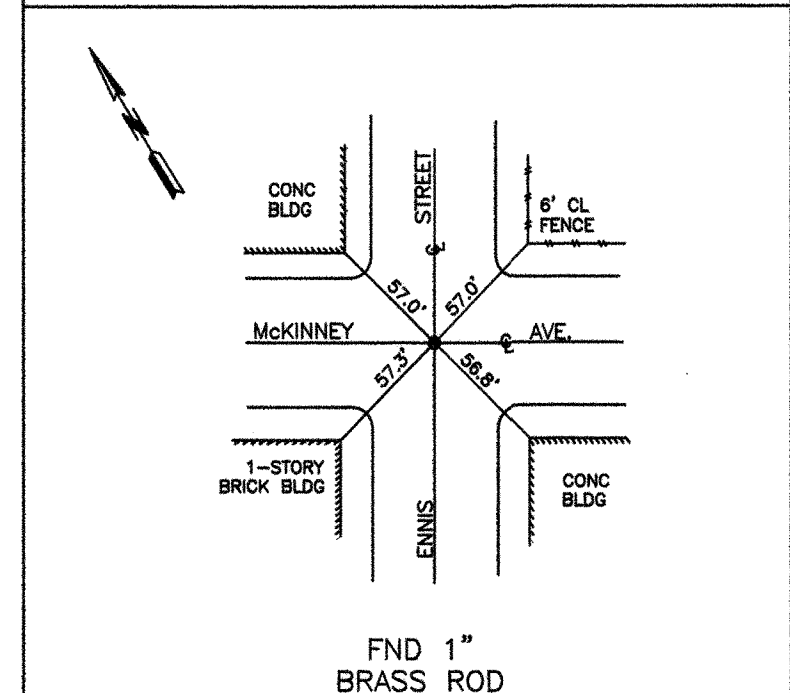 CONC
BLDG
STREET
6' CL
FENCE
57.0'
57.0'
McKINNEY
AVE.
57.3'
56.8'
1-STORY
BRICK BLDG
ENNIS
CONC
BLDG
FND 1"
BRASS ROD